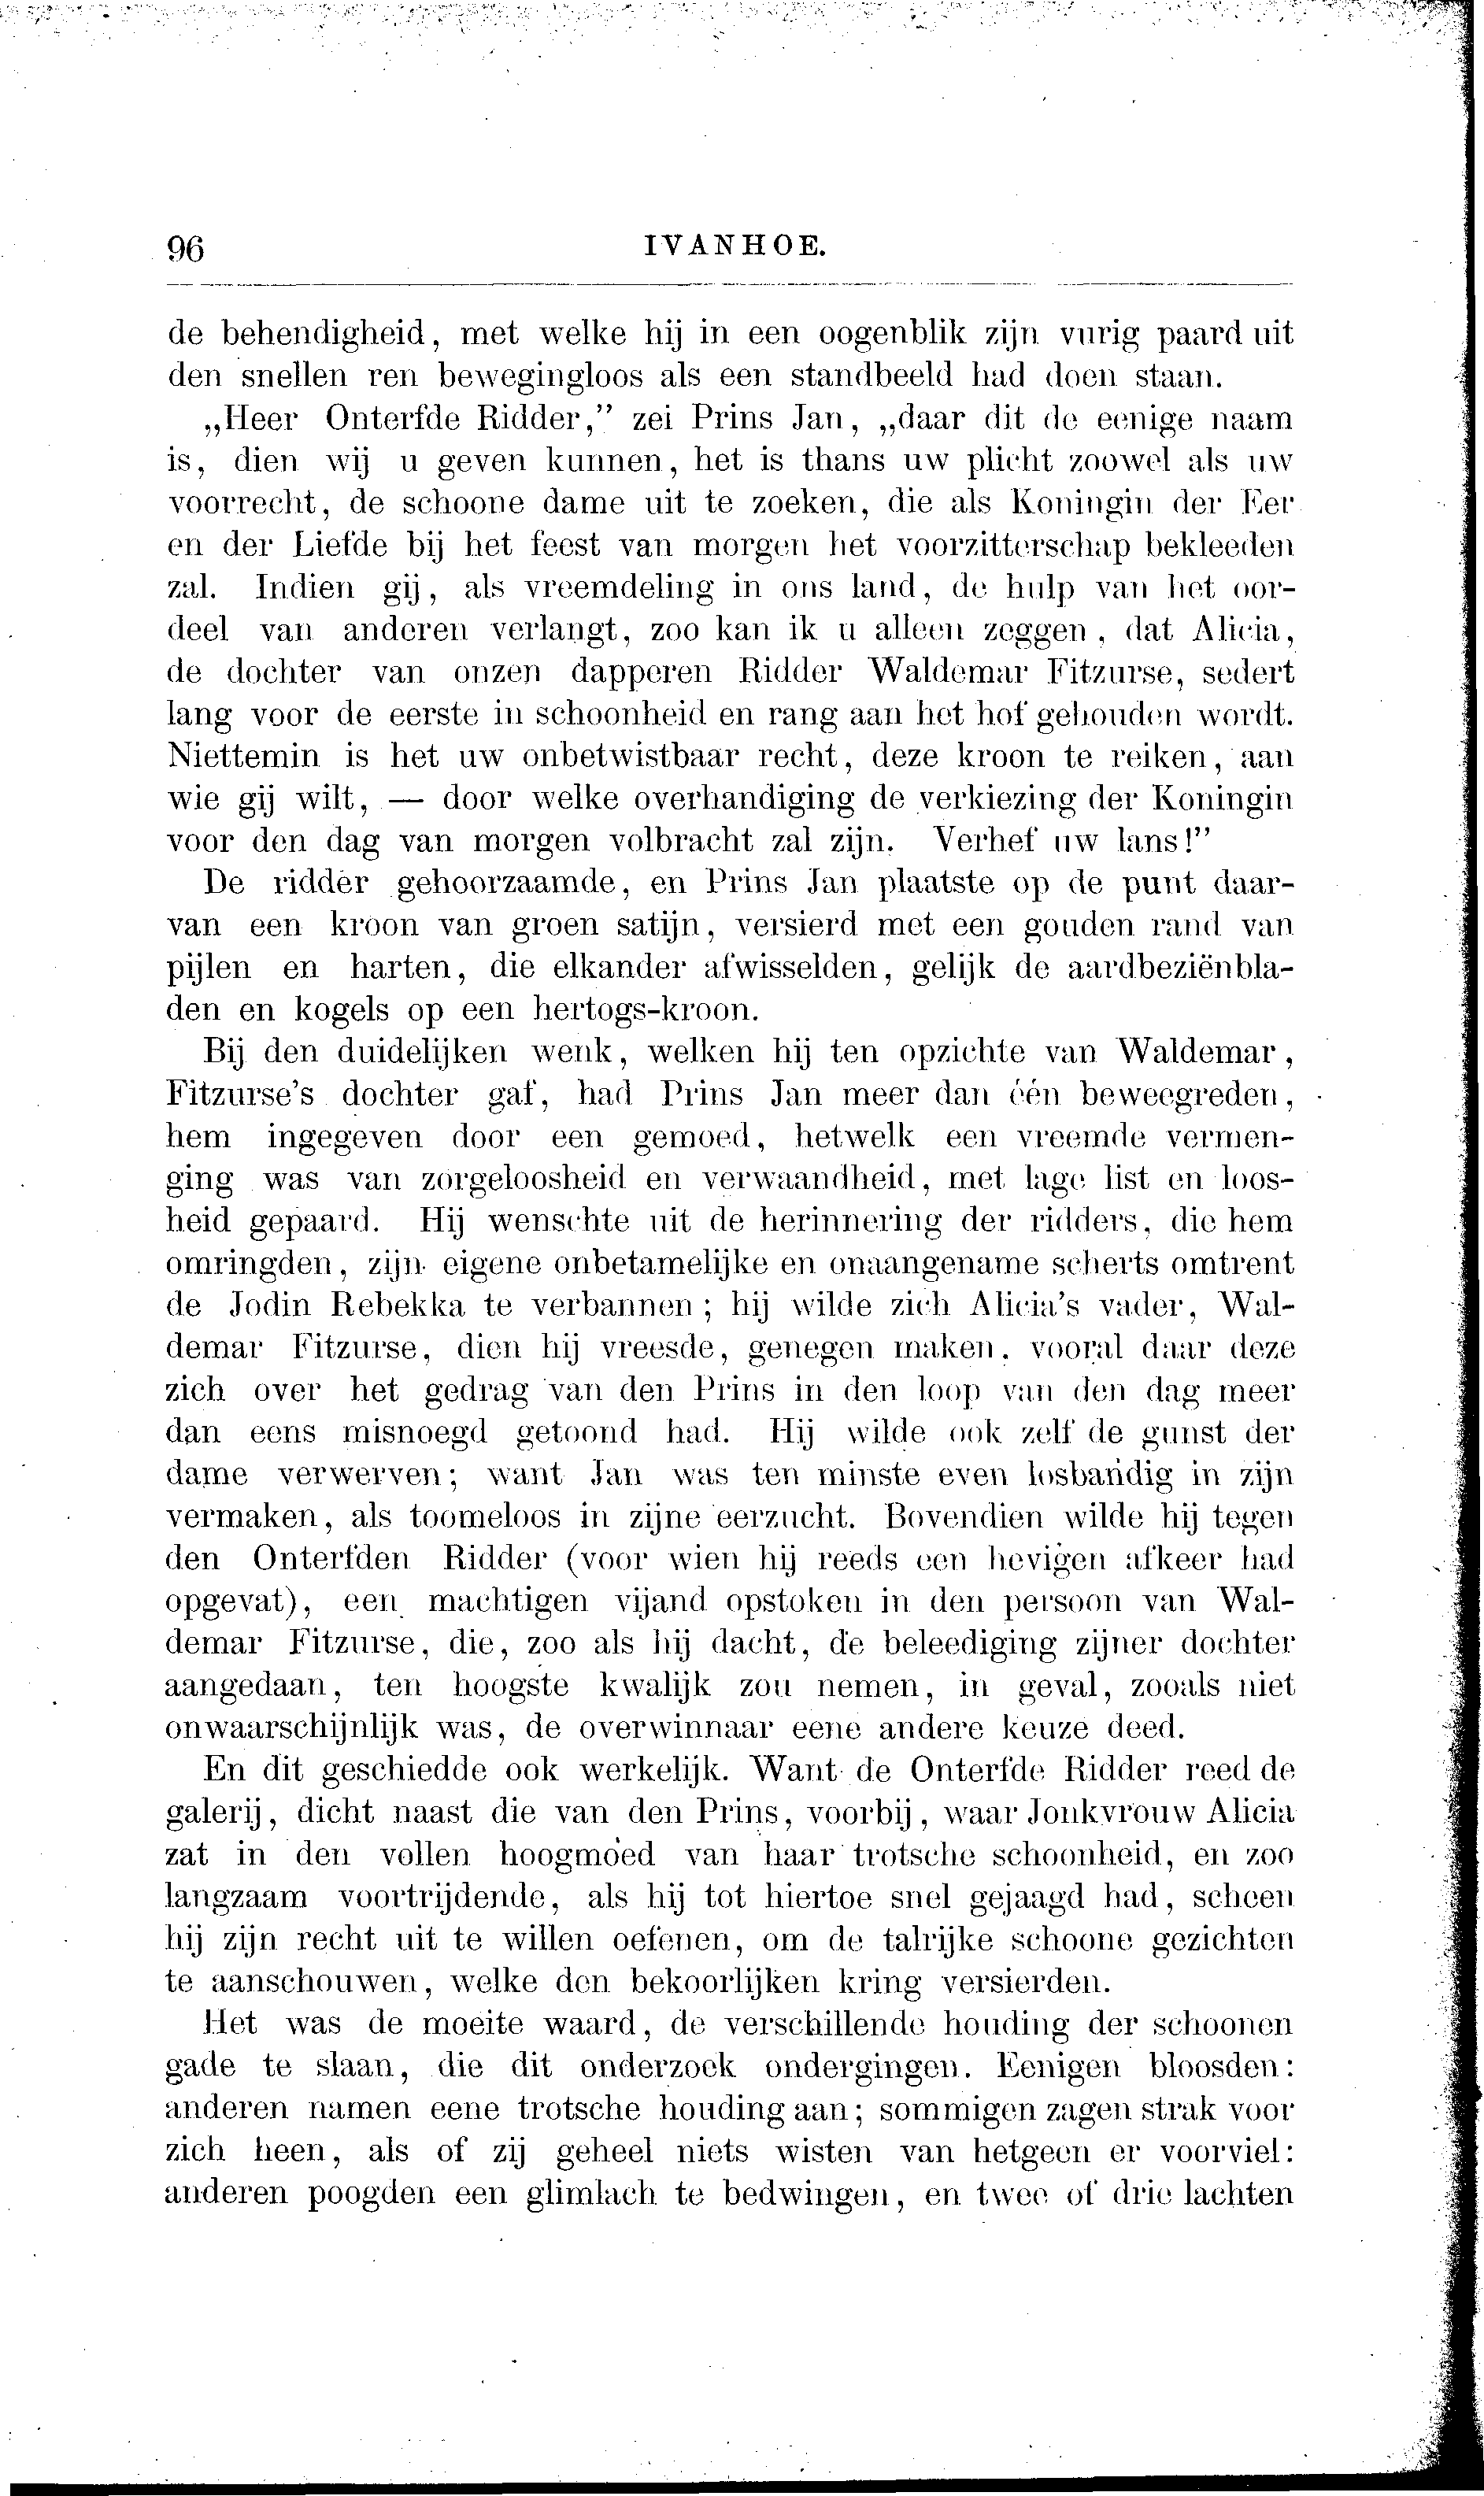 96
IVANHOE.
de behendigheid, met welke hij in een oogenblik zijn vurig paard uit
den snellen ren bewegingloos als een standbeeld had doen staan.
„Heer Onterfde Ridder,” zei Prins Jan, „daar dit de eenige naam
is, dien wij u geven kunnen, het is thans uw plicht zoowel als uw
voorrecht, de schoone dame uit te zoeken, die als Koningin der Eer
en der Liefde bij het feest van morgen het voorzitterschap bekleeden
zal. Indien gij, als vreemdeling in ons land, de hulp van het oor-
deel van anderen verlangt, zoo kan ik u alleen zeggen, dat Alicia,
de dochter van onzen dapperen Ridder Waldemar Fitzurse, sedert
lang voor de eerste in schoonheid en rang aan het hof gehouden wordt.
Niettemin is het uw onbetwistbaar recht, deze kroon te reiken, aan
wie gij wilt, — door welke overhandiging de verkiezing der Koningin
voor den dag van morgen volbracht zal zijn. Verhef uw lans!”
De ridder gehoorzaamde, en Prins Jan plaatste op de punt daar-
van een kroon van groen satijn, versierd met een gouden rand van
pijlen en harten, die elkander afwisselden, gelijk de aardbeziënbla-
den en kogels op een hertogs-kroon.
Bij den duidelijken wenk, welken hij ten opzichte van Waldemar,
Fitzurse's dochter gaf, had Prins Jan meer dan één beweegreden,
hem ingegeven door een gemoed, hetwelk een vreemde vermen-
ging was van zorgeloosheid en verwaandheid, met lage list en loos-
heid gepaard. Hij wenschte uit de herinnering der ridders, die hem
omringden, zijn eigene onbetamelijke en onaangename scherts omtrent
de Jodin Rebekka te verbannen; hij wilde zich Alicia's vader, Wal-
demar Fitzurse, dien hij vreesde, genegen maken, vooral daar deze
zich over het gedrag van den Prins in den loop van den dag meer
dan eens misnoegd getoond had. Hij wilde ook zelf de gunst der
dame verwerven; want Jan was ten minste even losbandig in zijn
vermaken, als toomeloos in zijne eerzucht. Bovendien wilde hij tegen
den Onterfden Ridder (voor wien hij reeds een hevigen afkeer had
opgevat), een machtigen vijand opstoken in den persoon van Wal-
demar Fitzurse, die, zoo als hij dacht, de beleediging zijner dochter
aangedaan, ten hoogste kwalijk zou nemen, in geval, zooals niet
onwaarschijnlijk was, de overwinnaar eene andere keuze deed.
En dit geschiedde ook werkelijk. Want de Onterfde Ridder reed de
galerij, dicht naast die van den Prins, voorbij, waar Jonkvrouw Alicia
zat in den vollen hoogmoed van haar trotsche schoonheid, en zoo
langzaam voortrijdende, als hij tot hiertoe snel gejaagd had, scheen
hij zijn recht uit te willen oefenen, om de talrijke schoone gezichten
te aanschouwen, welke den bekoorlijken kring versierden.
Het was de moeite waard, de verschillende houding der schoonen
gade te slaan, die dit onderzoek ondergingen. Eenigen bloosden:
anderen namen eene trotsche houding aan; sommigen zagen strak voor
zich heen, als of zij geheel niets wisten van hetgeen er voorviel:
anderen poogden een glimlach te bedwingen, en twee of drie lachten